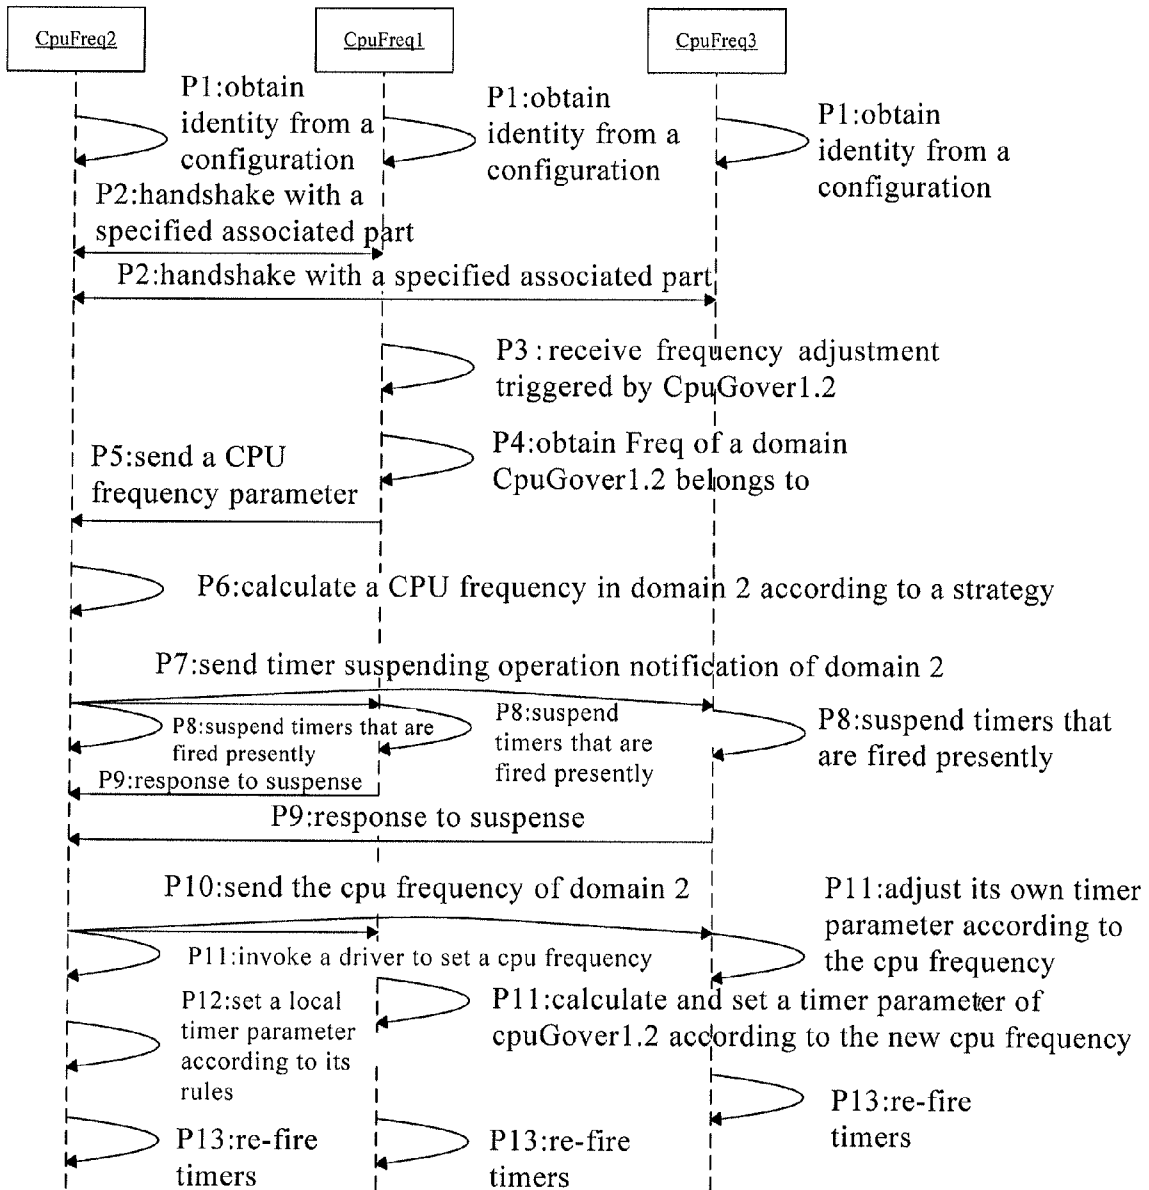 CpuFreq2
CpuFreq1
CpuFreq3
P1:obtain
identity from a
configuration
P1:obtain
identity from a
configuration
P1:obtain
identity from a
configuration
P2:handshake with a
specified associated part
P2:handshake with a specified associated part
P3 : receive frequency adjustment
triggered by CpuGover1.2
P4:obtain Freq of a domain
CpuGover1.2 belongs to
P5:send a CPU
frequency parameter
P6:calculate a CPU frequency in domain 2 according to a strategy
P7:send timer suspending operation notification of domain 2
P8:suspend timers that are
fired presently
P8:suspend
timers that are
fired presently
P8:suspend timers that
are fired presently
P9:response to suspense
P9:response to suspense
P10:send the cpu frequency of domain 2
P11:adjust its own timer
parameter according to
the cpu frequency
P11:invoke a driver to set a cpu frequency
P11:calculate and set a timer parameter of
cpuGover1.2 according to the new cpu frequency
P12:set a local
timer parameter
according to its
rules
P13:re-fire
timers
P13:re-fire
timers
P13:re-fire
timers